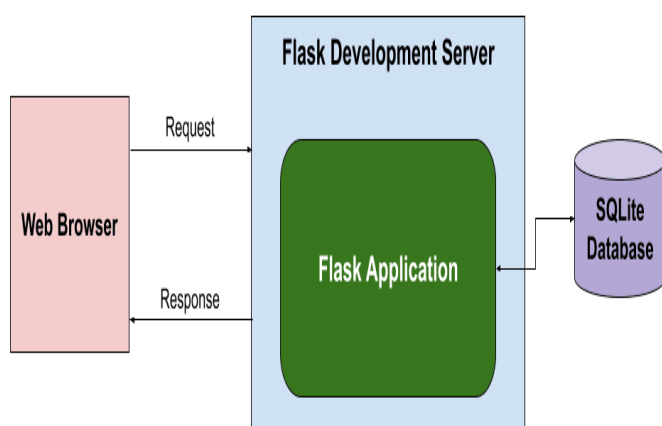 Flask Development Server
Request
Web Browser
Flask Application
SQLite
Database
Response